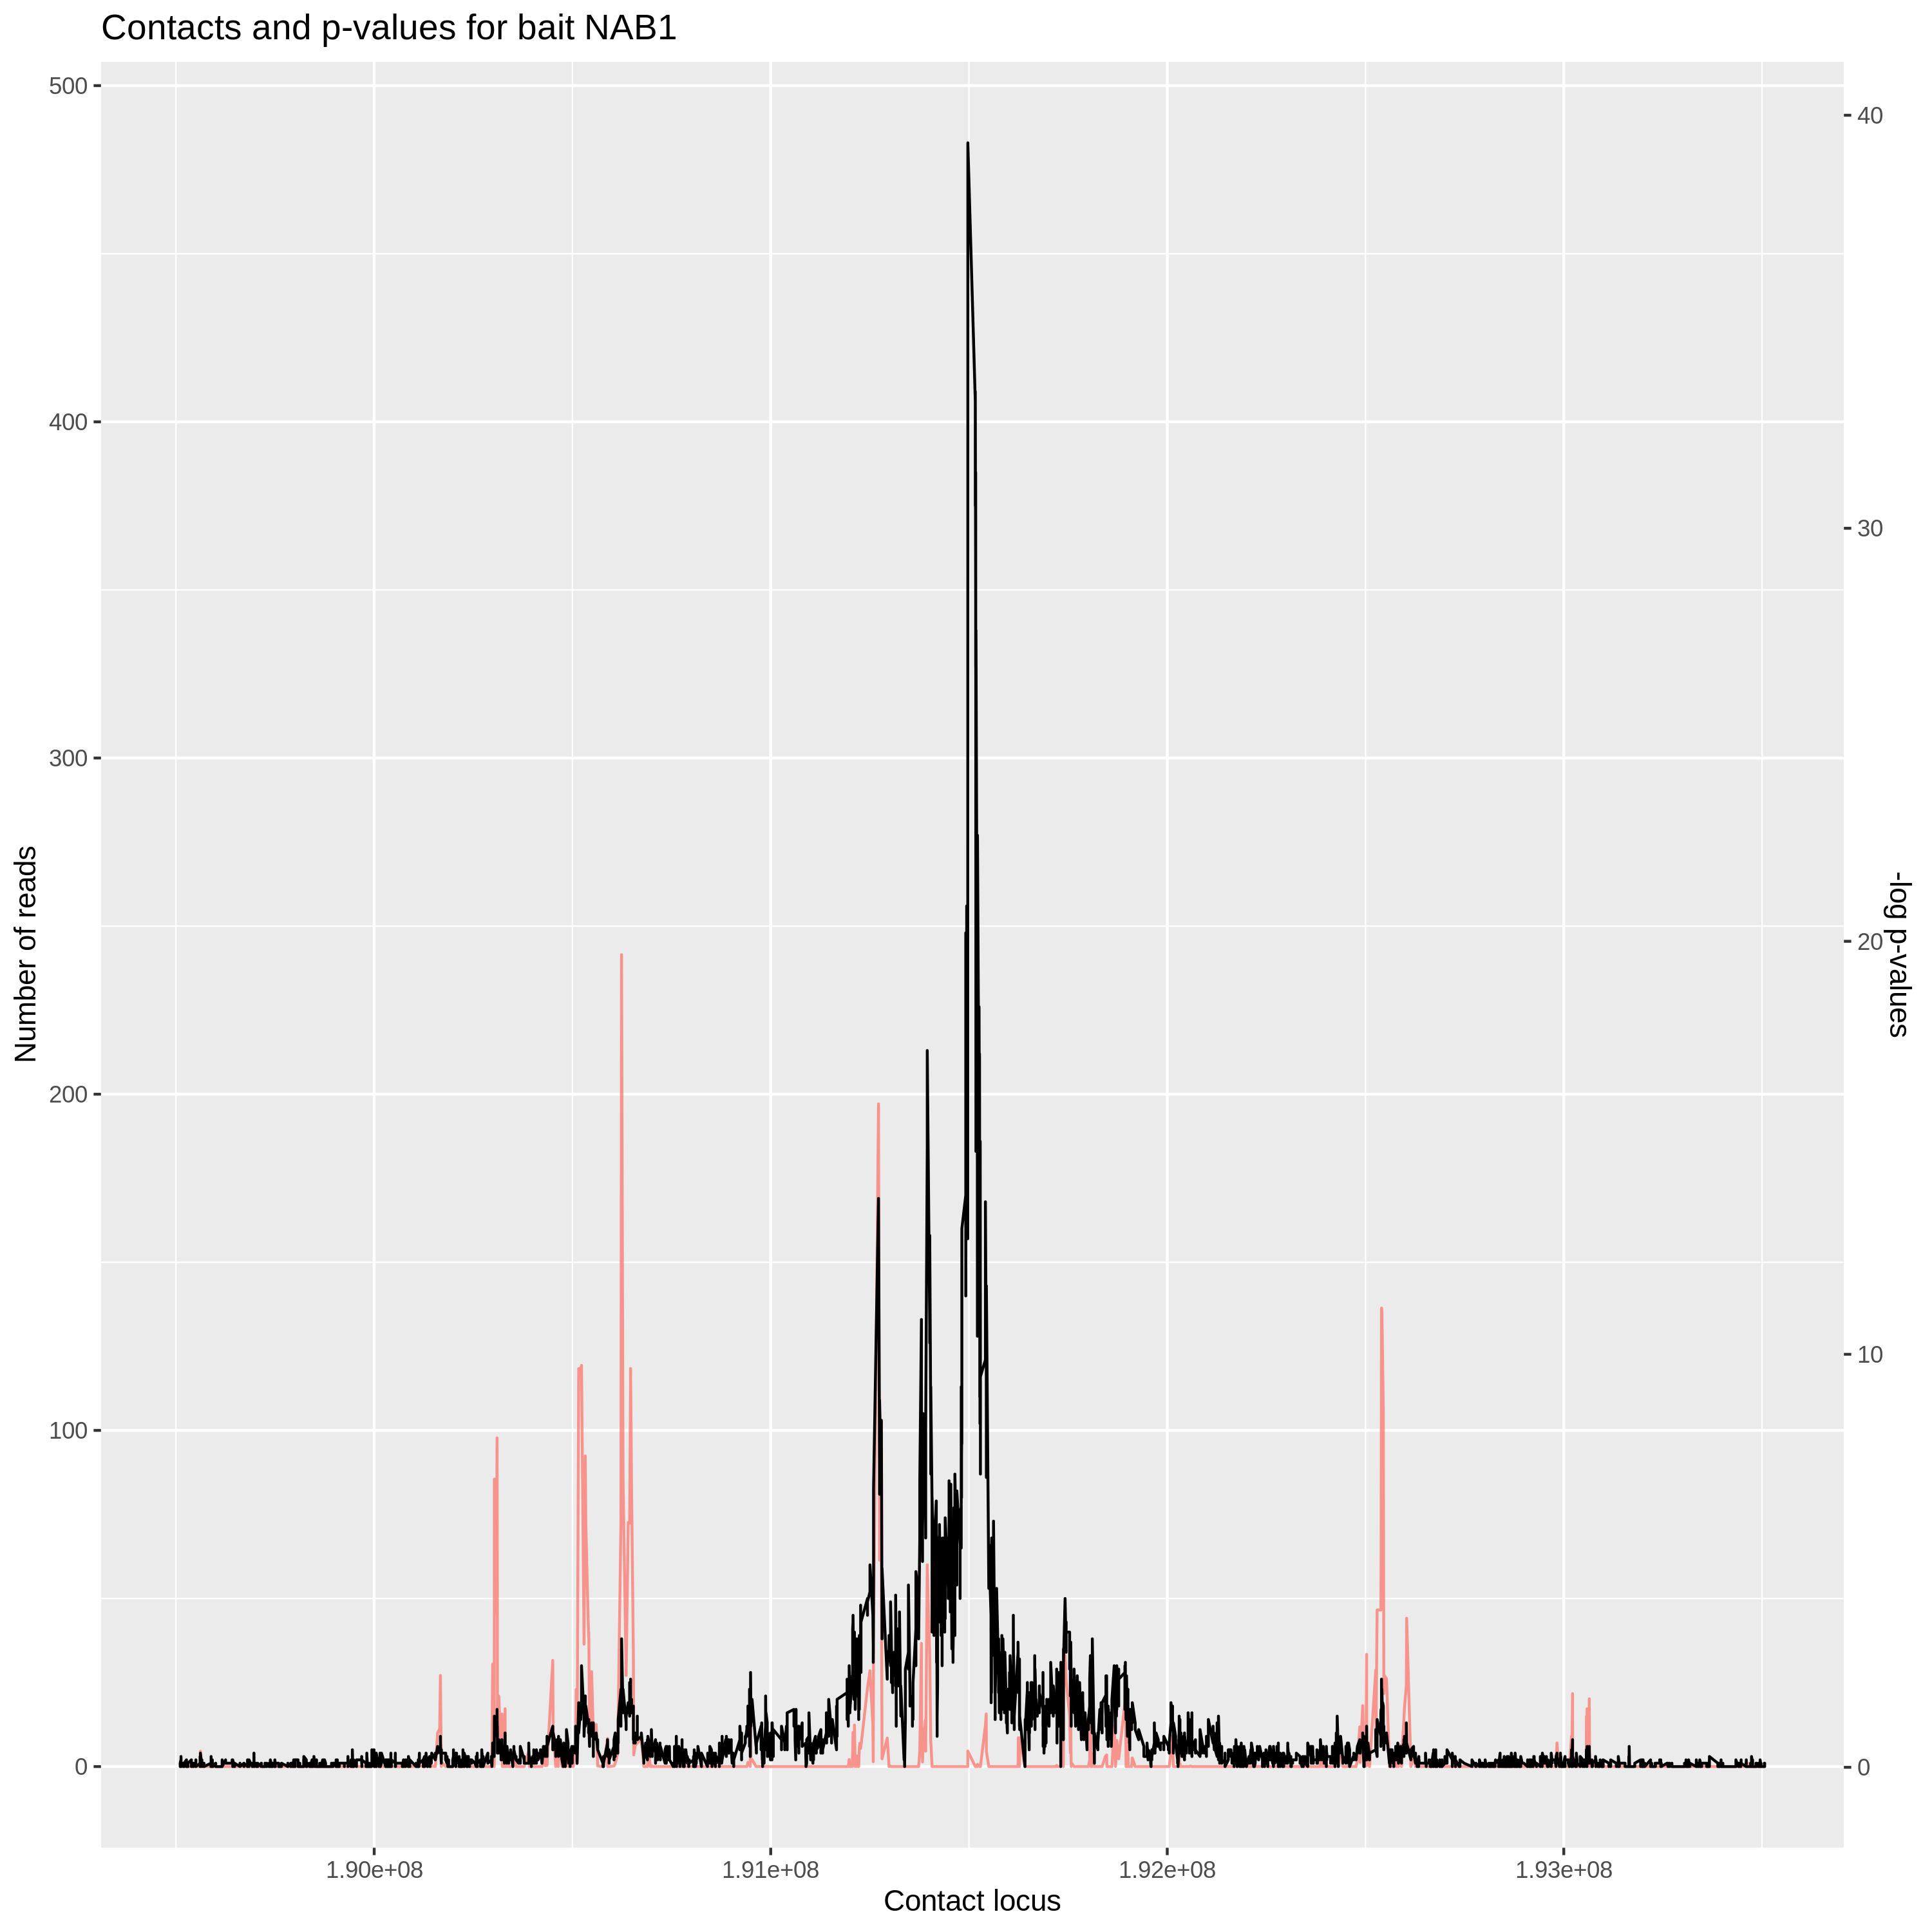 Contacts and p-values for bait NAB1
500
400
300
200
100
0
Number of reads
40
30
20
10
0
-log p-values
1.90e+08
1.91e+08
1.92e+08
1.93e+08
Contact locus